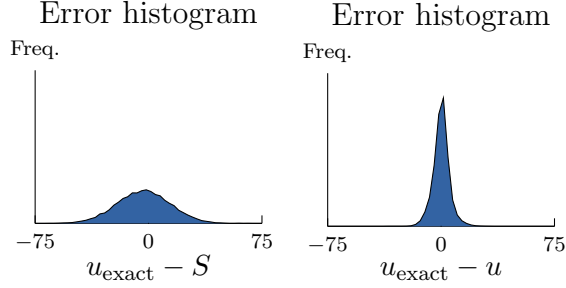 Error histogram
Freq.
−75 0 75
u_exact − S
Error histogram
Freq.
−75 0 75
u_exact − u